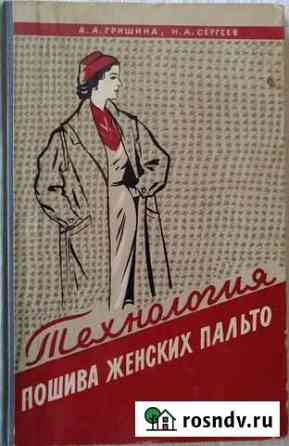 А. А. ГРИШИНА, Н. А. СЕРГЕЕВ
Технология
ПОШИВА ЖЕНСКИХ ПАЛЬТО
rosndv.ru